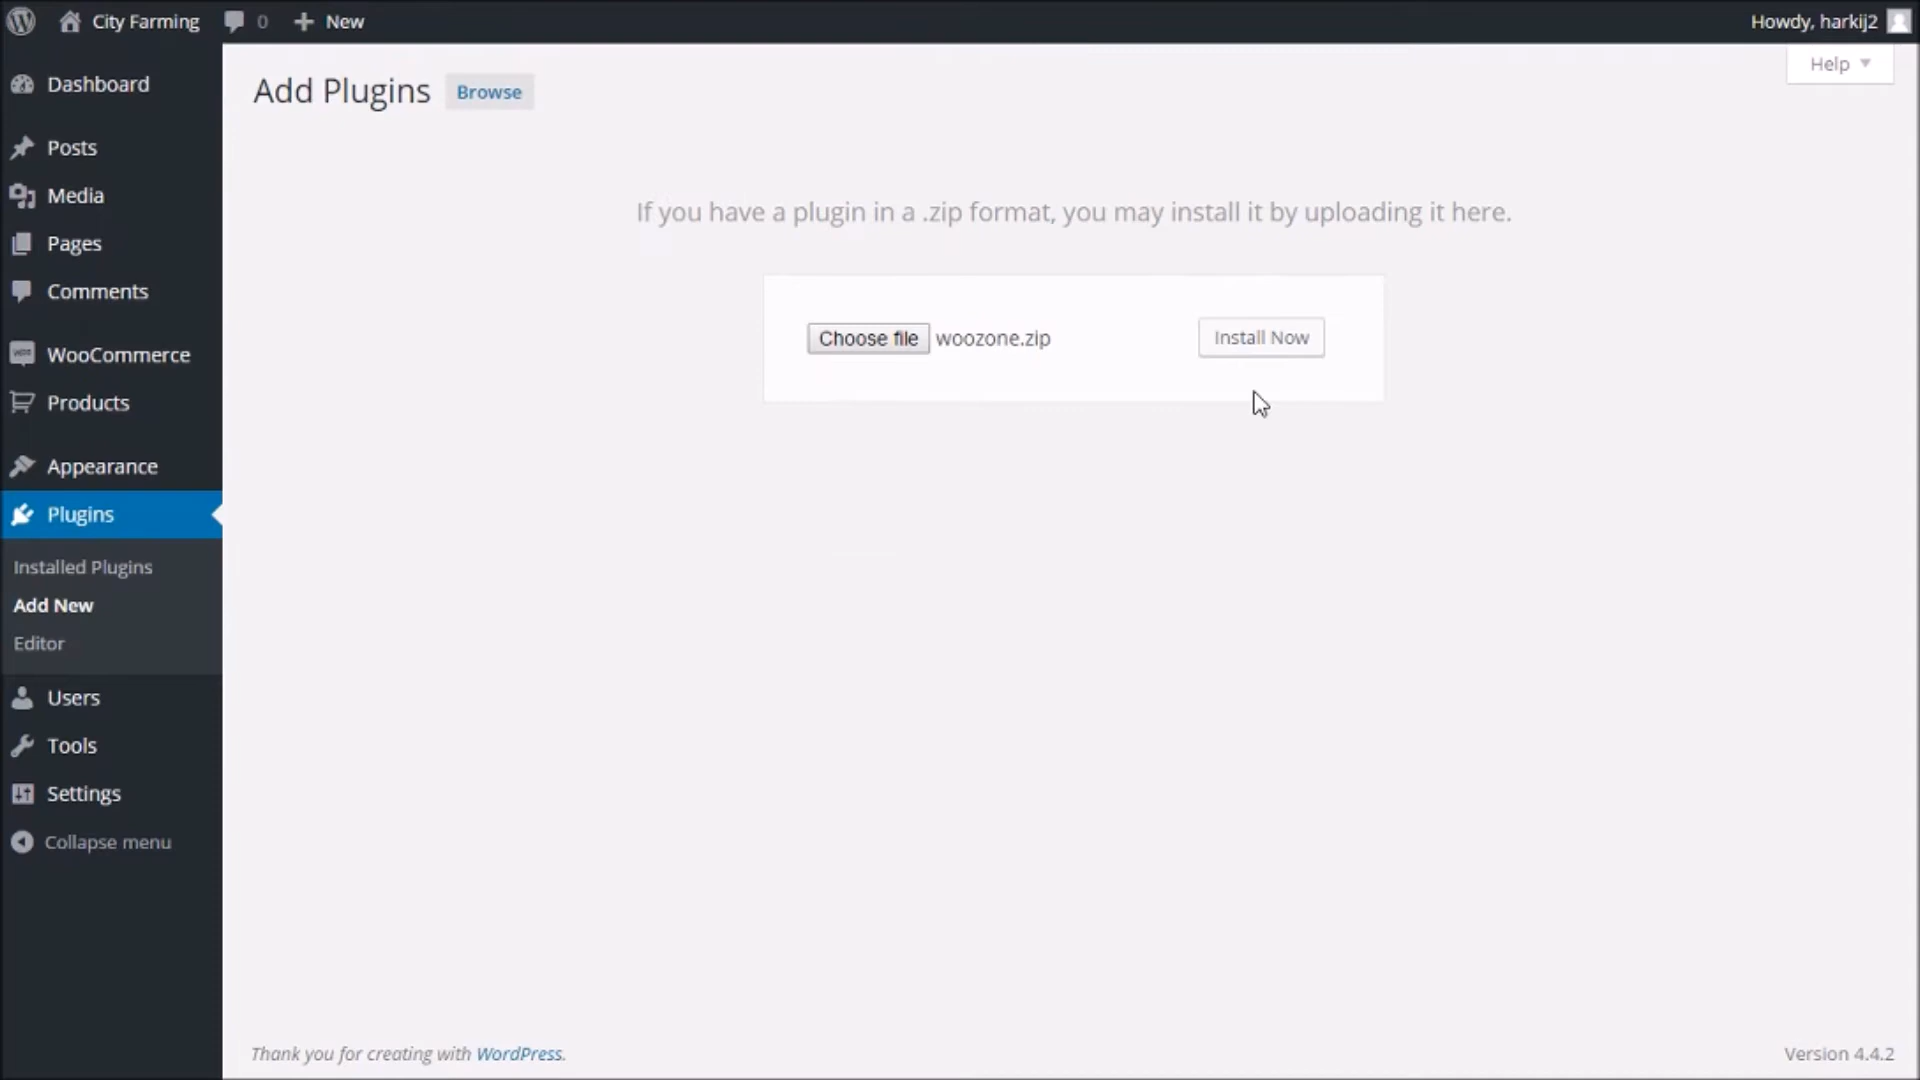 City Farming 0 New Howdy, harkij2
Help
Add Plugins Browse
Dashboard
Posts
Media
Pages
Comments
WooCommerce
Products
Appearance
Plugins
Installed Plugins
Add New
Editor
Users
Tools
Settings
Collapse menu
If you have a plugin in a .zip format, you may install it by uploading it here.
Choose file woozone.zip Install Now
Thank you for creating with WordPress. Version 4.4.2